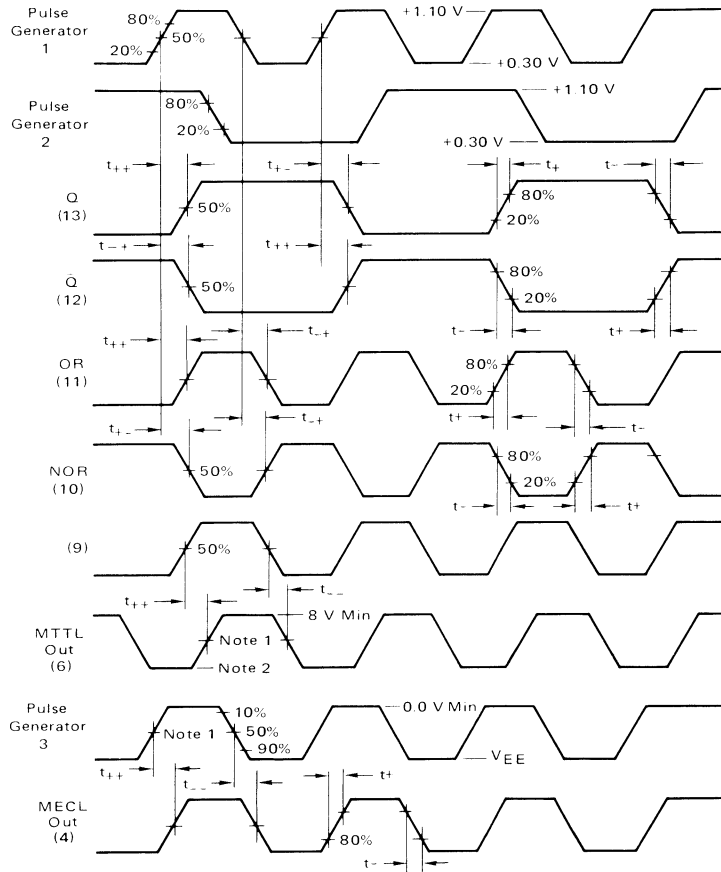 Pulse
Generator
1
80%
50%
20%
+1.10 V
+0.30 V
Pulse
Generator
2
80%
20%
+1.10 V
+0.30 V
t++
t+-
t+
t-
Q
(13)
50%
80%
20%
t-+
t++
Q̄
(12)
50%
80%
20%
t++
t-+
t-
t+
OR
(11)
80%
20%
t+-
t-+
t+
t-
NOR
(10)
50%
80%
20%
t-
t+
(9)
50%
t++
t--
8 V Min
MTTL
Out
(6)
Note 1
Note 2
Pulse
Generator
3
10%
Note 1
50%
90%
0.0 V Min
VEE
t++
t--
t+
MECL
Out
(4)
80%
t-